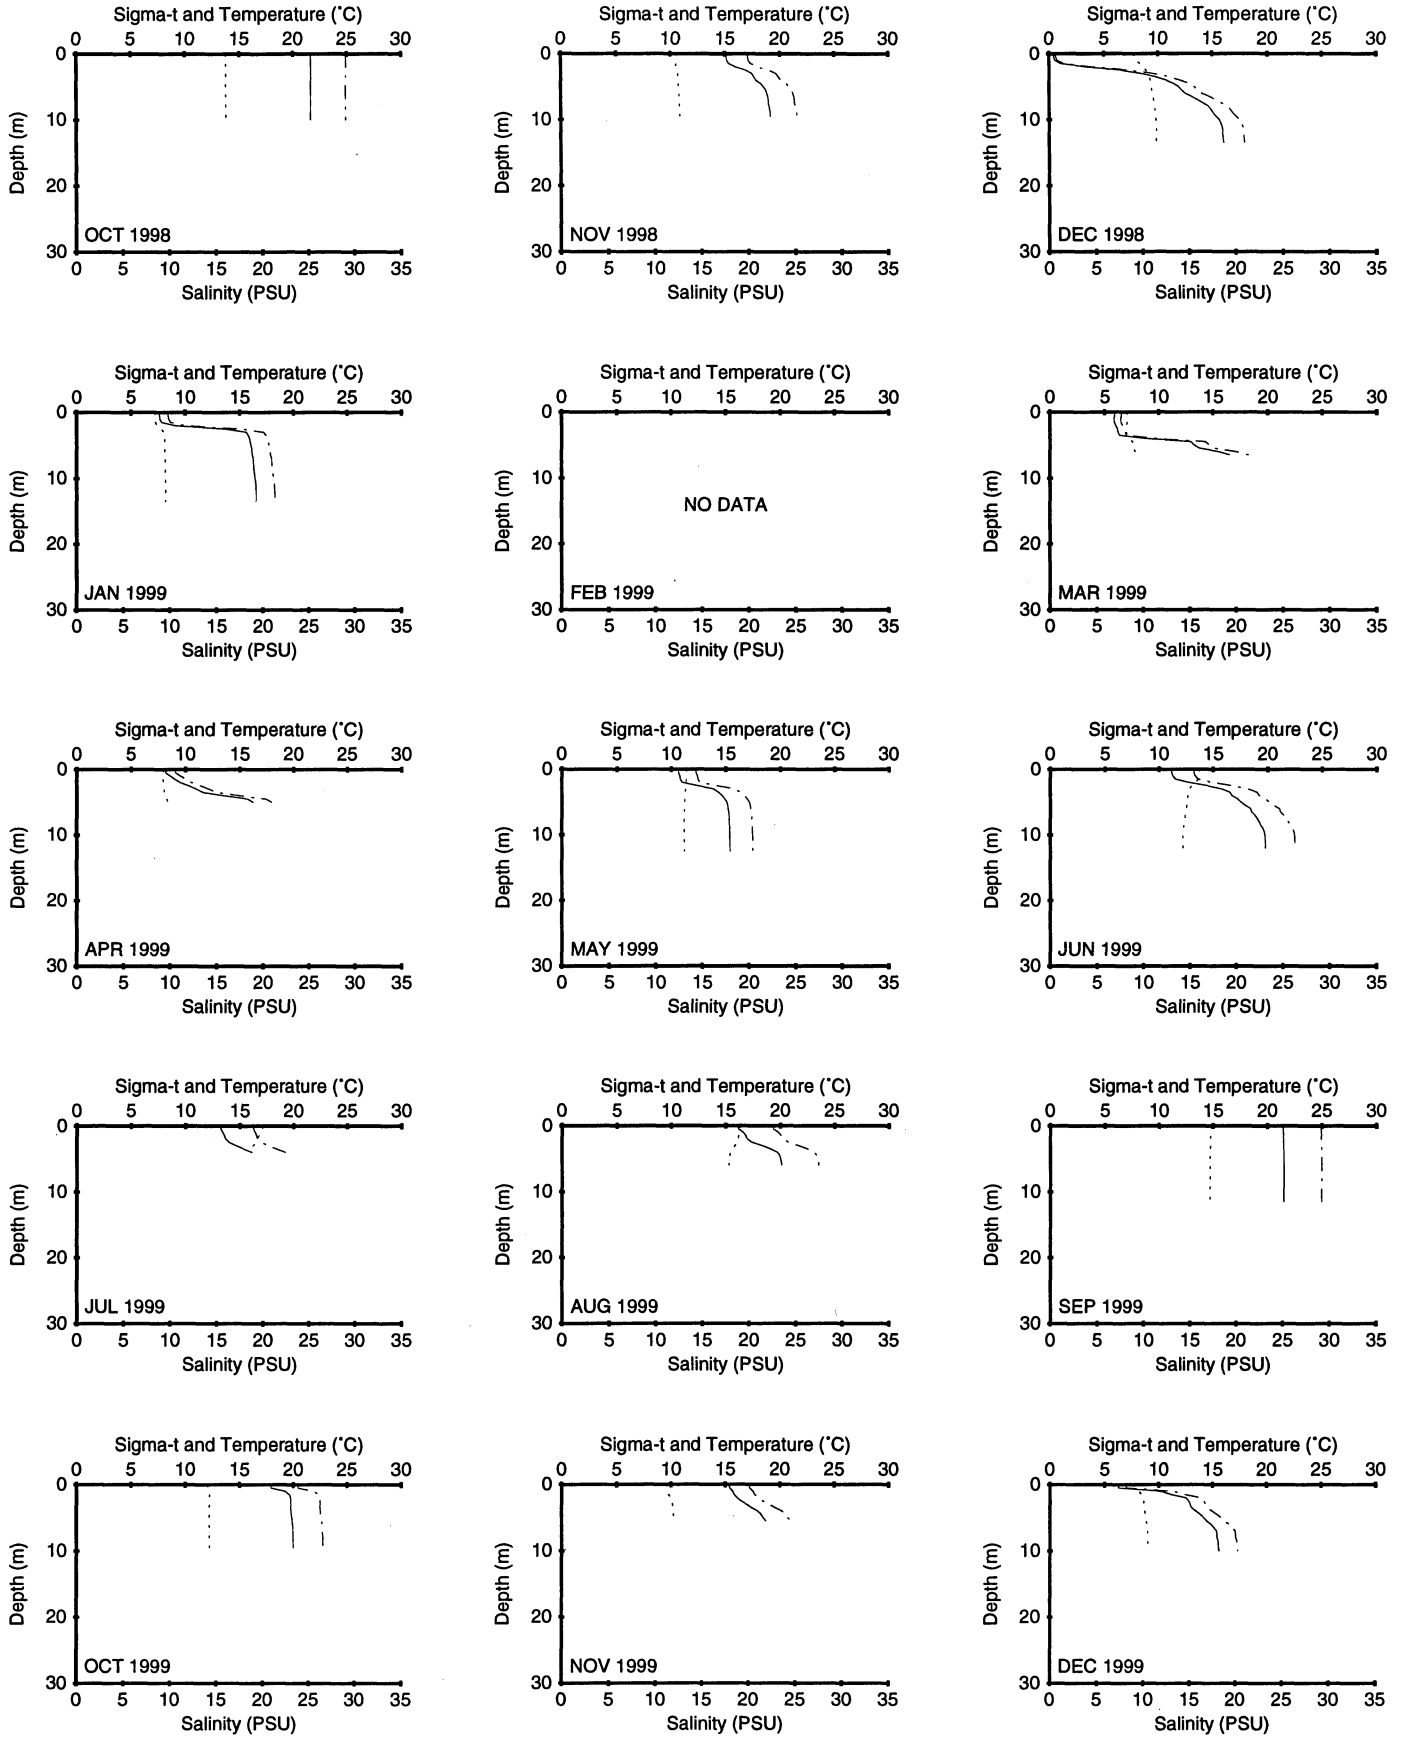 Sigma-t and Temperature (˚C) Sigma-t and Temperature (˚C) Sigma-t and Temperature (˚C)
0 5 10 15 20 25 30 0 5 10 15 20 25 30 0 5 10 15 20 25 30
0 0 0
10 10 10
Depth (m) Depth (m) Depth (m)
20 20 20
OCT 1998 NOV 1998 DEC 1998
30 30 30
0 5 10 15 20 25 30 35 0 5 10 15 20 25 30 35 0 5 10 15 20 25 30 35
Salinity (PSU) Salinity (PSU) Salinity (PSU)
Sigma-t and Temperature (˚C) Sigma-t and Temperature (˚C) Sigma-t and Temperature (˚C)
0 5 10 15 20 25 30 0 5 10 15 20 25 30 0 5 10 15 20 25 30
0 0 0
10 10 10
Depth (m) Depth (m) Depth (m)
NO DATA
20 20 20
JAN 1999 FEB 1999 MAR 1999
30 30 30
0 5 10 15 20 25 30 35 0 5 10 15 20 25 30 35 0 5 10 15 20 25 30 35
Salinity (PSU) Salinity (PSU) Salinity (PSU)
Sigma-t and Temperature (˚C) Sigma-t and Temperature (˚C) Sigma-t and Temperature (˚C)
0 5 10 15 20 25 30 0 5 10 15 20 25 30 0 5 10 15 20 25 30
0 0 0
10 10 10
Depth (m) Depth (m) Depth (m)
20 20 20
APR 1999 MAY 1999 JUN 1999
30 30 30
0 5 10 15 20 25 30 35 0 5 10 15 20 25 30 35 0 5 10 15 20 25 30 35
Salinity (PSU) Salinity (PSU) Salinity (PSU)
Sigma-t and Temperature (˚C) Sigma-t and Temperature (˚C) Sigma-t and Temperature (˚C)
0 5 10 15 20 25 30 0 5 10 15 20 25 30 0 5 10 15 20 25 30
0 0 0
10 10 10
Depth (m) Depth (m) Depth (m)
20 20 20
JUL 1999 AUG 1999 SEP 1999
30 30 30
0 5 10 15 20 25 30 35 0 5 10 15 20 25 30 35 0 5 10 15 20 25 30 35
Salinity (PSU) Salinity (PSU) Salinity (PSU)
Sigma-t and Temperature (˚C) Sigma-t and Temperature (˚C) Sigma-t and Temperature (˚C)
0 5 10 15 20 25 30 0 5 10 15 20 25 30 0 5 10 15 20 25 30
0 0 0
10 10 10
Depth (m) Depth (m) Depth (m)
20 20 20
OCT 1999 NOV 1999 DEC 1999
30 30 30
0 5 10 15 20 25 30 35 0 5 10 15 20 25 30 35 0 5 10 15 20 25 30 35
Salinity (PSU) Salinity (PSU) Salinity (PSU)